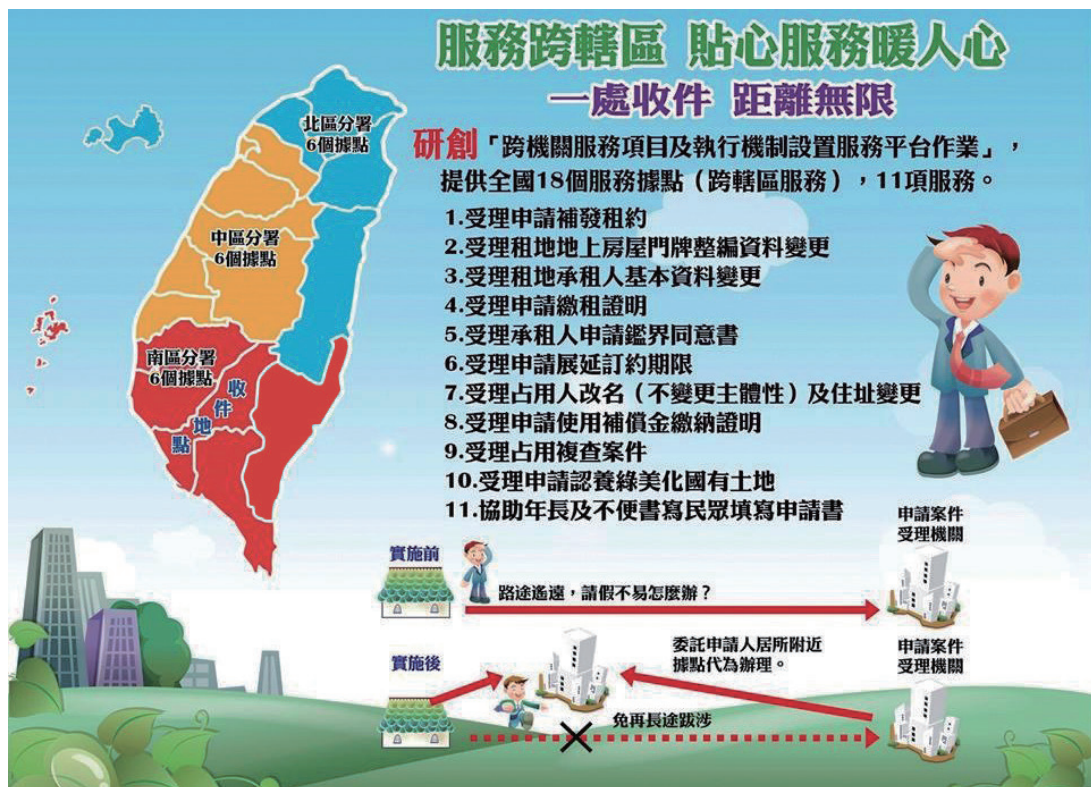 服務跨轄區 貼心服務暖人心
一處收件 距離無限
研創「跨機關服務項目及執行機制設置服務平台作業」，
提供全國18個服務據點（跨轄區服務），11項服務。
1.受理申請補發租約
2.受理租地地上房屋門牌整編資料變更
3.受理租地承租人基本資料變更
4.受理申請繳租證明
5.受理承租人申請鑑界同意書
6.受理申請展延訂約期限
7.受理占用人改名（不變更主體性）及住址變更
8.受理申請使用補償金繳納證明
9.受理占用複查案件
10.受理申請認養綠美化國有土地
11.協助年長及不便書寫民眾填寫申請書
北區分署
6個據點
中區分署
6個據點
南區分署
6個據點
收件地點
實施前
路途遙遠，請假不易怎麼辦？
申請案件
受理機關
實施後
委託申請人居所附近
據點代為辦理。
免再長途跋涉
申請案件
受理機關